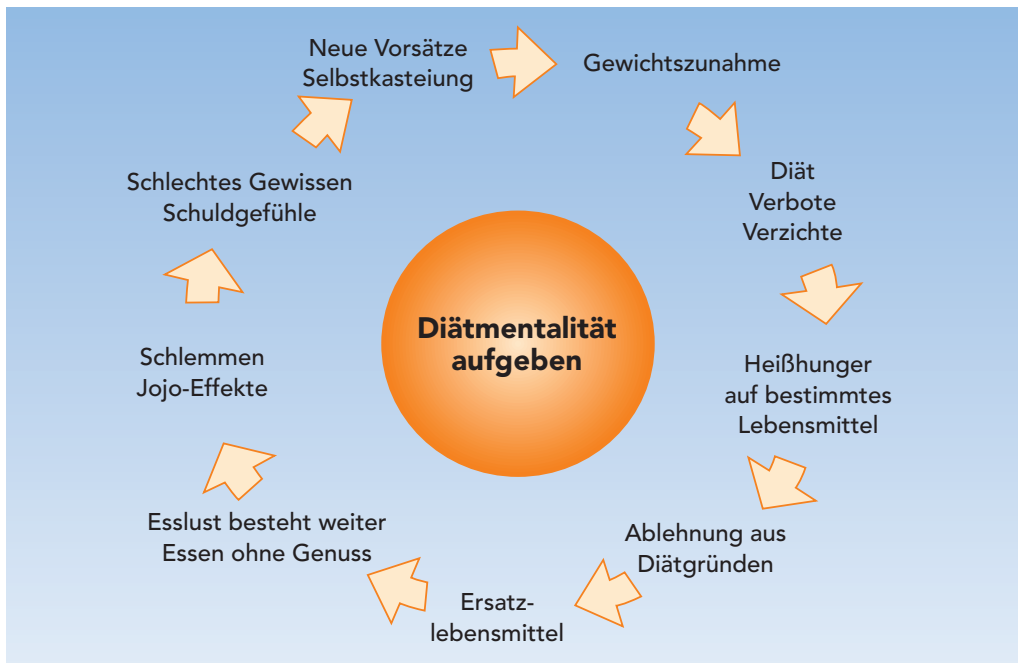 Neue Vorsätze
Selbstkasteiung
Gewichtszunahme
Diät
Verbote
Verzichte
Heißhunger
auf bestimmtes
Lebensmittel
Ablehnung aus
Diätgründen
Ersatz-
lebensmittel
Esslust besteht weiter
Essen ohne Genuss
Schlemmen
Jojo-Effekte
Schlechtes Gewissen
Schuldgefühle
Diätmentalität
aufgeben